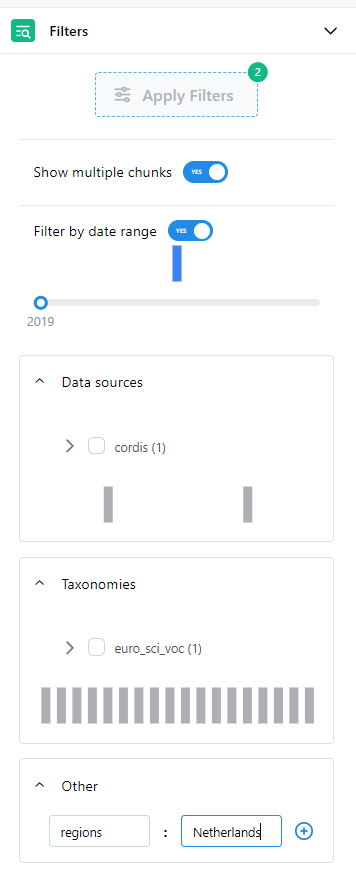 Filters
2
Apply Filters
Show multiple chunks YES
Filter by date range YES
2019
Data sources
cordis (1)
Taxonomies
euro_sci_voc (1)
Other
regions : Netherlands